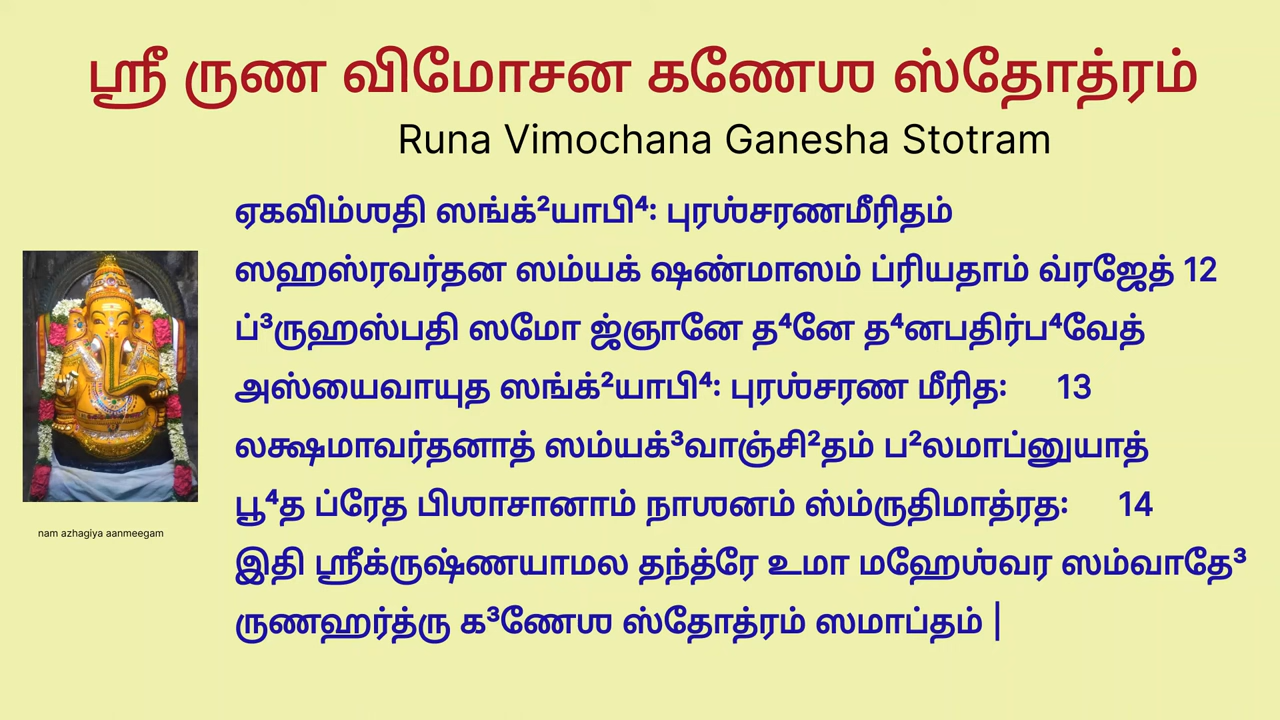 ஸ்ரீ ருண விமோசன கணேஶ ஸ்தோத்ரம்
Runa Vimochana Ganesha Stotram
ஏகவிம்ஶதி ஸங்க்²யாபி⁴: புரஶ்சரணமீரிதம்
ஸஹஸ்ரவர்தன ஸம்யக் ஷண்மாஸம் ப்ரியதாம் வ்ரஜேத் 12
ப்³ருஹஸ்பதி ஸமோ ஜ்ஞானே த⁴னே த⁴னபதிர்ப⁴வேத்
அஸ்யைவாயுத ஸங்க்²யாபி⁴: புரஶ்சரண மீரித: 13
லக்ஷமாவர்தனாத் ஸம்யக்³வாஞ்சி²தம் ப²லமாப்னுயாத்
பூ⁴த ப்ரேத பிஶாசானாம் நாஶனம் ஸ்ம்ருதிமாத்ரத: 14
இதி ஸ்ரீக்ருஷ்ணயாமல தந்த்ரே உமா மஹேஶ்வர ஸம்வாதே³
ருணஹர்த்ரு க³ணேஶ ஸ்தோத்ரம் ஸமாப்தம் |
nam azhagiya aanmeegam